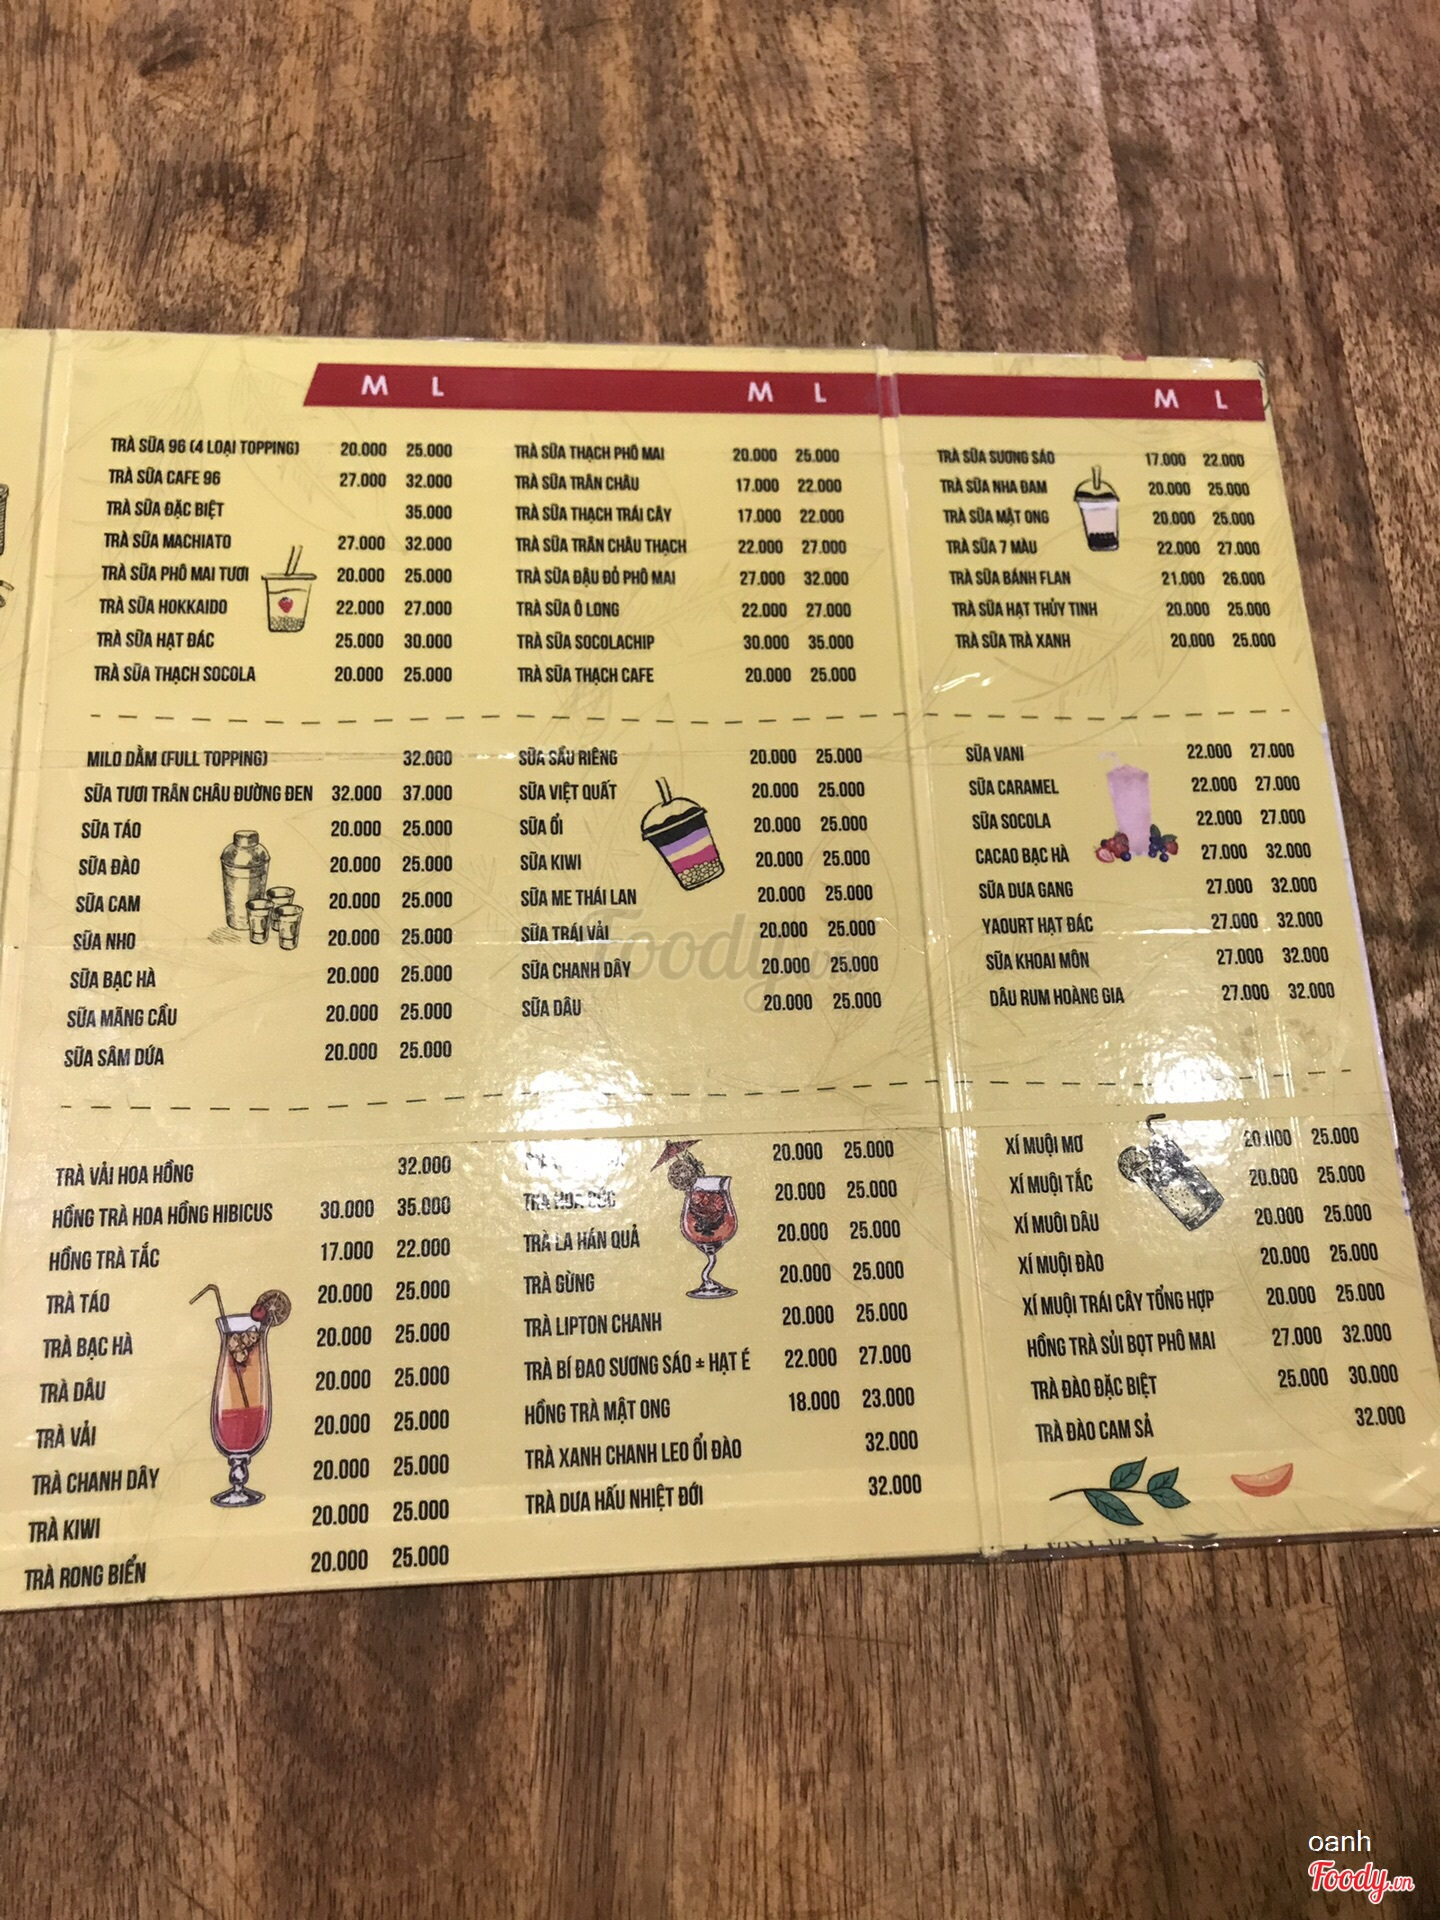 M L
TRÀ SỮA 96 (4 LOẠI TOPPING) 20.000 25.000
TRÀ SỮA CAFE 96 27.000 32.000
TRÀ SỮA ĐẶC BIỆT 35.000
TRÀ SỮA MACHIATO 27.000 32.000
TRÀ SỮA PHÔ MAI TƯƠI 20.000 25.000
TRÀ SỮA HOKKAIDO 22.000 27.000
TRÀ SỮA HẠT ĐÁC 25.000 30.000
TRÀ SỮA THẠCH SOCOLA 20.000 25.000
M L
TRÀ SỮA THẠCH PHÔ MAI 20.000 25.000
TRÀ SỮA TRÂN CHÂU 17.000 22.000
TRÀ SỮA THẠCH TRÁI CÂY 17.000 22.000
TRÀ SỮA TRÂN CHÂU THẠCH 22.000 27.000
TRÀ SỮA ĐẬU ĐỎ PHÔ MAI 27.000 32.000
TRÀ SỮA Ô LONG 22.000 27.000
TRÀ SỮA SOCOLACHIP 30.000 35.000
TRÀ SỮA THẠCH CAFE 20.000 25.000
M L
TRÀ SỮA SƯƠNG SÁO 17.000 22.000
TRÀ SỮA NHA ĐAM 20.000 25.000
TRÀ SỮA MẬT ONG 20.000 25.000
TRÀ SỮA 7 MÀU 22.000 27.000
TRÀ SỮA BÁNH FLAN 21.000 26.000
TRÀ SỮA HẠT THỦY TINH 20.000 25.000
TRÀ SỮA TRÀ XANH 20.000 25.000
MILO DẰM (FULL TOPPING) 32.000
SỮA TƯƠI TRÂN CHÂU ĐƯỜNG ĐEN 32.000 37.000
SỮA TÁO 20.000 25.000
SỮA ĐÀO 20.000 25.000
SỮA CAM 20.000 25.000
SỮA NHO 20.000 25.000
SỮA BẠC HÀ 20.000 25.000
SỮA MÃNG CẦU 20.000 25.000
SỮA SÂM DỨA 20.000 25.000
SỮA SẦU RIÊNG 20.000 25.000
SỮA VIỆT QUẤT 20.000 25.000
SỮA ỔI 20.000 25.000
SỮA KIWI 20.000 25.000
SỮA ME THÁI LAN 20.000 25.000
SỮA TRÁI VẢI 20.000 25.000
SỮA CHANH DÂY 20.000 25.000
SỮA DÂU 20.000 25.000
SỮA VANI 22.000 27.000
SỮA CARAMEL 22.000 27.000
SỮA SOCOLA 22.000 27.000
CACAO BẠC HÀ 27.000 32.000
SỮA DƯA GANG 27.000 32.000
YAOURT HẠT ĐÁC 27.000 32.000
SỮA KHOAI MÔN 27.000 32.000
DÂU RUM HOÀNG GIA 27.000 32.000
Foody
TRÀ VẢI HOA HỒNG 32.000
HỒNG TRÀ HOA HỒNG HIBICUS 30.000 35.000
HỒNG TRÀ TẮC 17.000 22.000
TRÀ TÁO 20.000 25.000
TRÀ BẠC HÀ 20.000 25.000
TRÀ DÂU 20.000 25.000
TRÀ VẢI 20.000 25.000
TRÀ CHANH DÂY 20.000 25.000
TRÀ KIWI 20.000 25.000
TRÀ RONG BIỂN 20.000 25.000
20.000 25.000
TRÀ HOA CÚC 20.000 25.000
TRÀ LA HÁN QUẢ 20.000 25.000
TRÀ GỪNG 20.000 25.000
TRÀ LIPTON CHANH 20.000 25.000
TRÀ BÍ ĐAO SƯƠNG SÁO + HẠT É 22.000 27.000
HỒNG TRÀ MẬT ONG 18.000 23.000
TRÀ XANH CHANH LEO ỔI ĐÀO 32.000
TRÀ DƯA HẤU NHIỆT ĐỚI 32.000
XÍ MUỘI MƠ 20.000 25.000
XÍ MUỘI TẮC 20.000 25.000
XÍ MUÔI DÂU 20.000 25.000
XÍ MUỘI ĐÀO 20.000 25.000
XÍ MUỘI TRÁI CÂY TỔNG HỢP 20.000 25.000
HỒNG TRÀ SỦI BỌT PHÔ MAI 27.000 32.000
TRÀ ĐÀO ĐẶC BIỆT 25.000 30.000
TRÀ ĐÀO CAM SẢ 32.000
oanh
Foody.vn